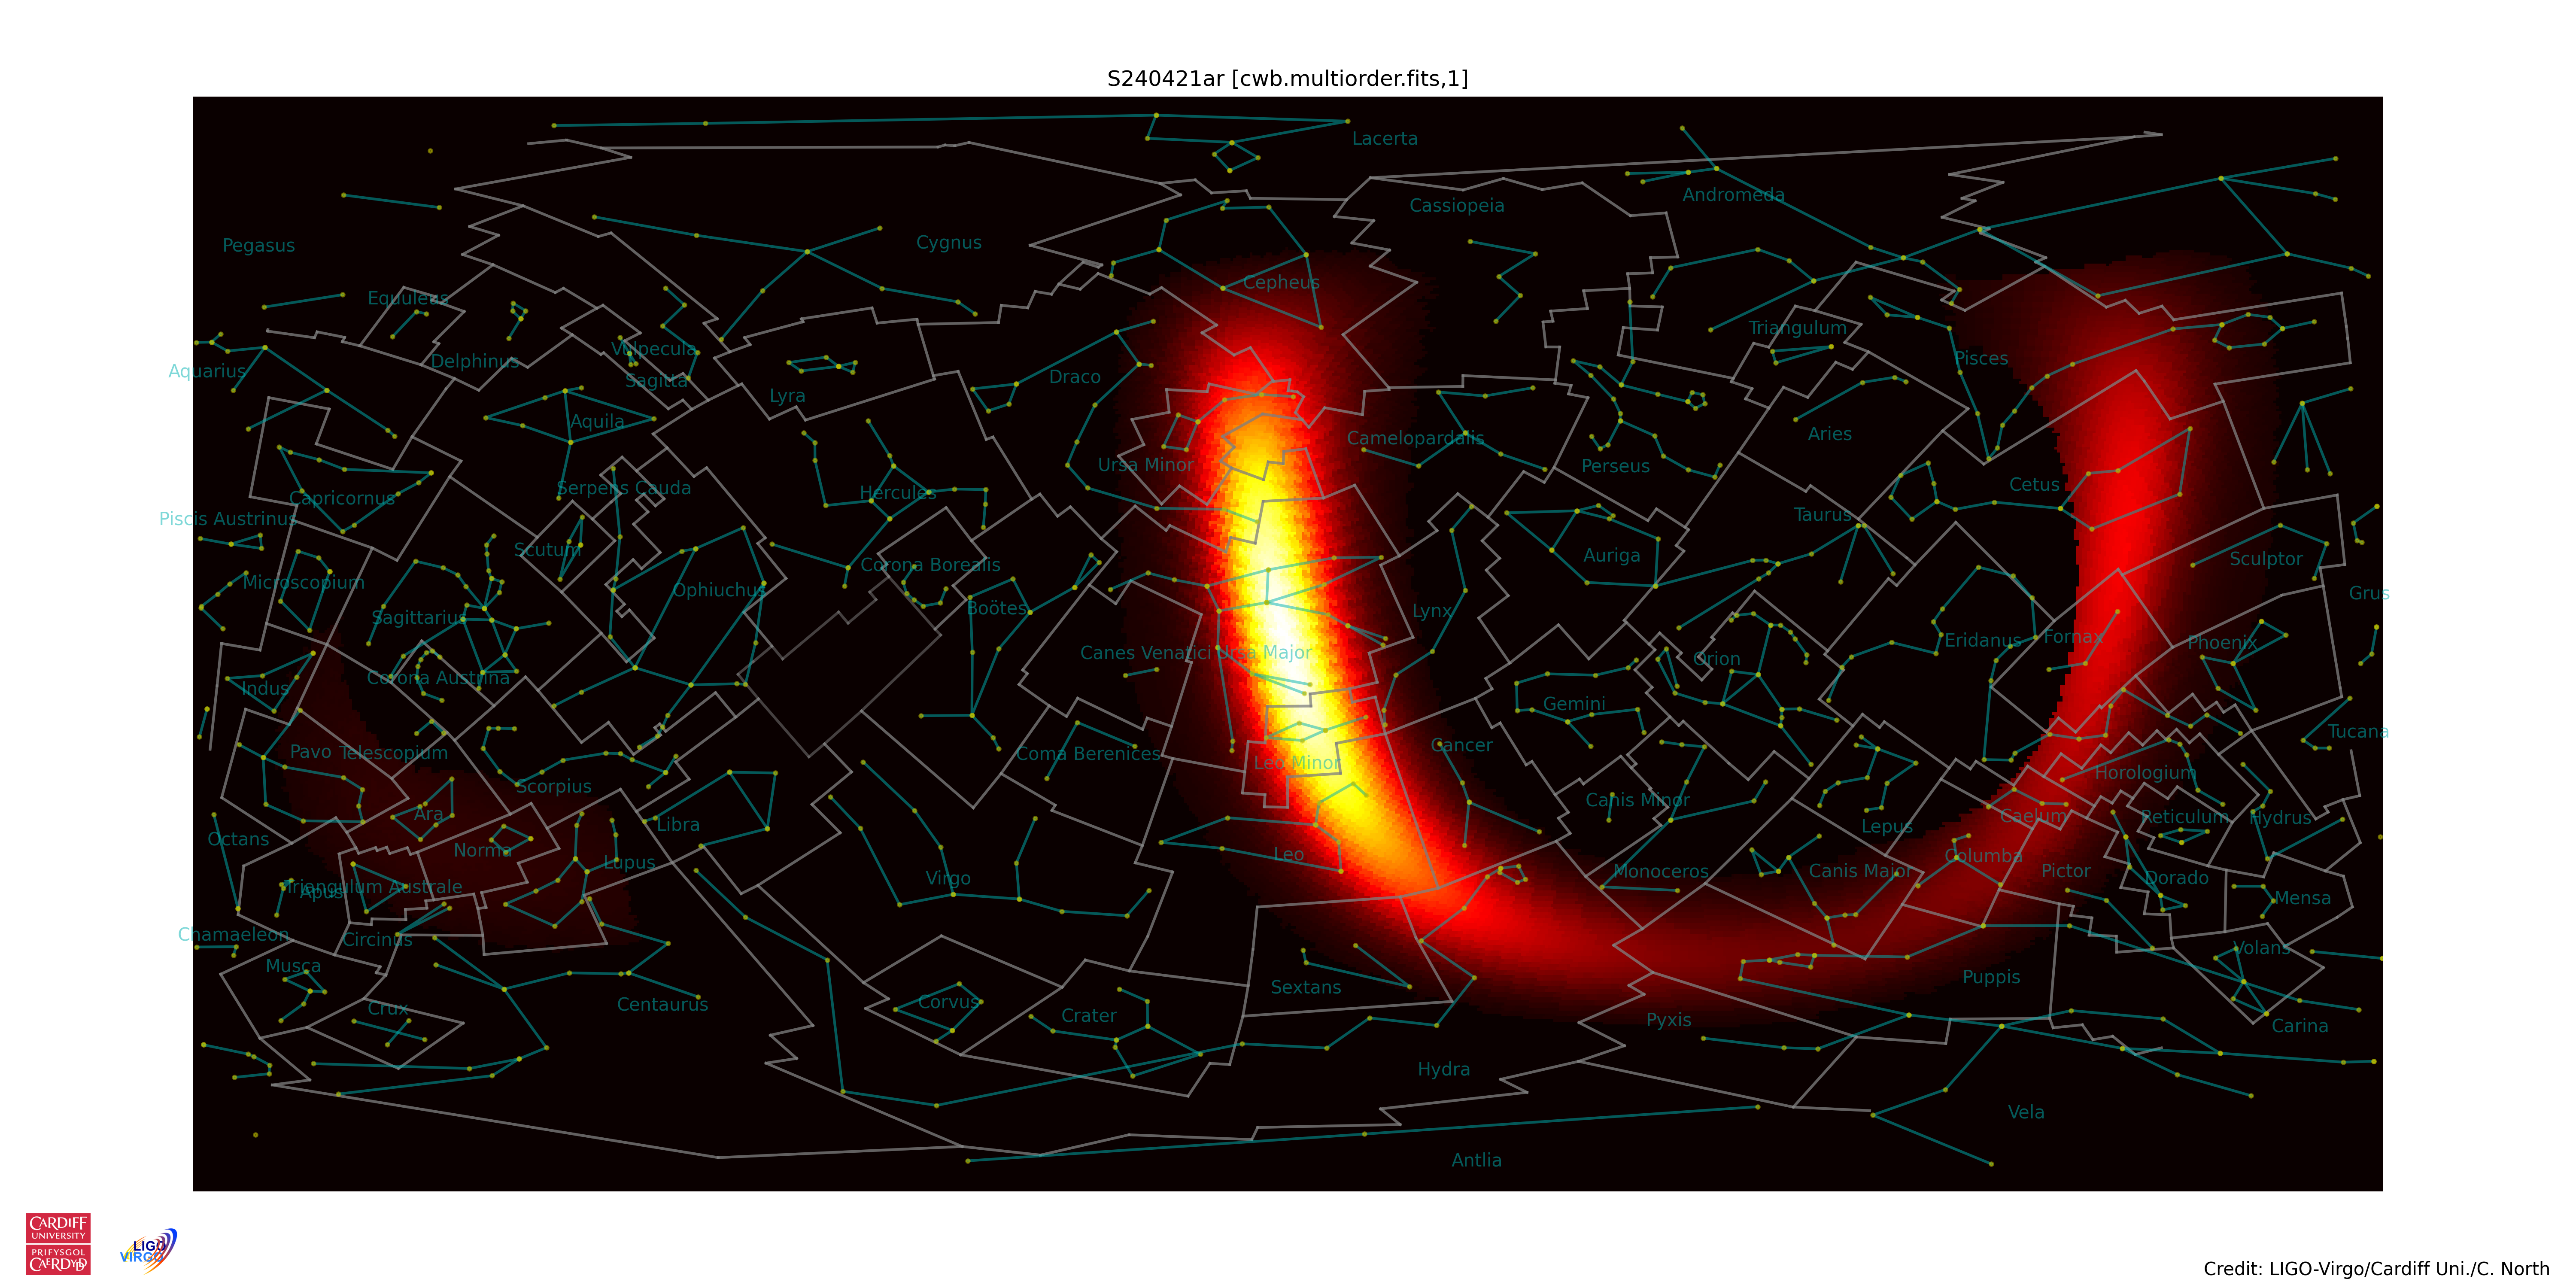 S240421ar [cwb.multiorder.fits,1]
Lacerta
Andromeda
Cassiopeia
Pegasus
Cygnus
Cepheus
Equuleus
Triangulum
Vulpecula
Pisces
Delphinus
Aquarius
Draco
Sagitta
Lyra
Aquila
Aries
Camelopardalis
Ursa Minor
Perseus
Cetus
Serpens Cauda
Hercules
Capricornus
Taurus
Piscis Austrinus
Scutum
Auriga
Sculptor
Corona Borealis
Microscopium
Ophiuchus
Grus
Boötes
Lynx
Sagittarius
Fornax
Eridanus
Phoenix
Canes Venatici
Ursa Major
Orion
Corona Austrina
Indus
Gemini
Tucana
Cancer
Pavo
Telescopium
Coma Berenices
Leo Minor
Horologium
Scorpius
Canis Minor
Ara
Caelum
Reticulum
Hydrus
Libra
Lepus
Octans
Norma
Leo
Columba
Lupus
Monoceros
Canis Major
Pictor
Virgo
Dorado
Triangulum Australe
Apus
Mensa
Chamaeleon
Circinus
Volans
Musca
Puppis
Sextans
Corvus
Centaurus
Crux
Crater
Pyxis
Carina
Hydra
Vela
Antlia
CARDIFF
UNIVERSITY
PRIFYSGOL
CAERDYDD
LIGO
VIRGO
Credit: LIGO-Virgo/Cardiff Uni./C. North